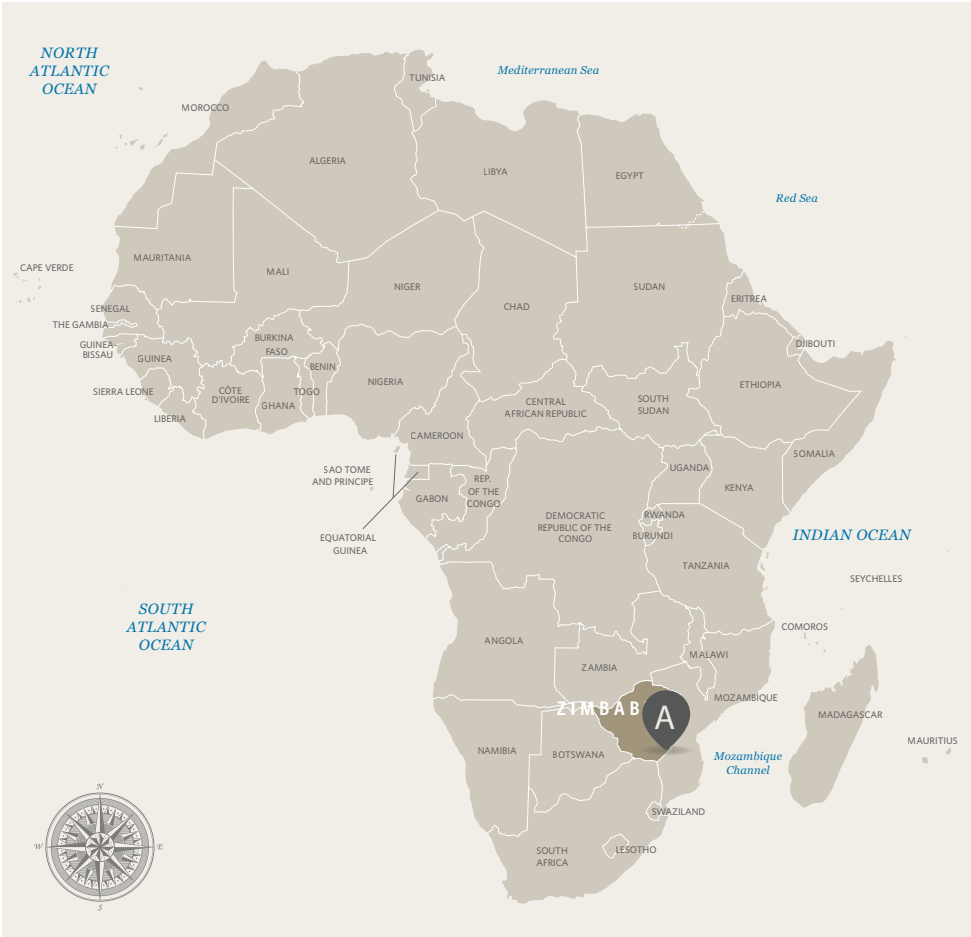 NORTH
ATLANTIC
OCEAN
Mediterranean Sea
TUNISIA
MOROCCO
ALGERIA
LIBYA
EGYPT
Red Sea
MAURITANIA
MALI
CAPE VERDE
NIGER
CHAD
SUDAN
ERITREA
SENEGAL
THE GAMBIA
GUINEA-
BISSAU
GUINEA
BURKINA
FASO
BENIN
DJIBOUTI
SIERRA LEONE
CÔTE
D'IVOIRE
GHANA
TOGO
NIGERIA
CENTRAL
AFRICAN REPUBLIC
SOUTH
SUDAN
ETHIOPIA
LIBERIA
CAMEROON
SOMALIA
SAO TOME
AND PRINCIPE
GABON
REP.
OF THE
CONGO
UGANDA
KENYA
EQUATORIAL
GUINEA
DEMOCRATIC
REPUBLIC OF THE
CONGO
RWANDA
BURUNDI
INDIAN OCEAN
TANZANIA
SEYCHELLES
SOUTH
ATLANTIC
OCEAN
ANGOLA
ZAMBIA
MALAWI
COMOROS
MOZAMBIQUE
ZIMBAB
A
MADAGASCAR
MAURITIUS
NAMIBIA
BOTSWANA
Mozambique
Channel
SWAZILAND
SOUTH
AFRICA
LESOTHO
N
W
E
S